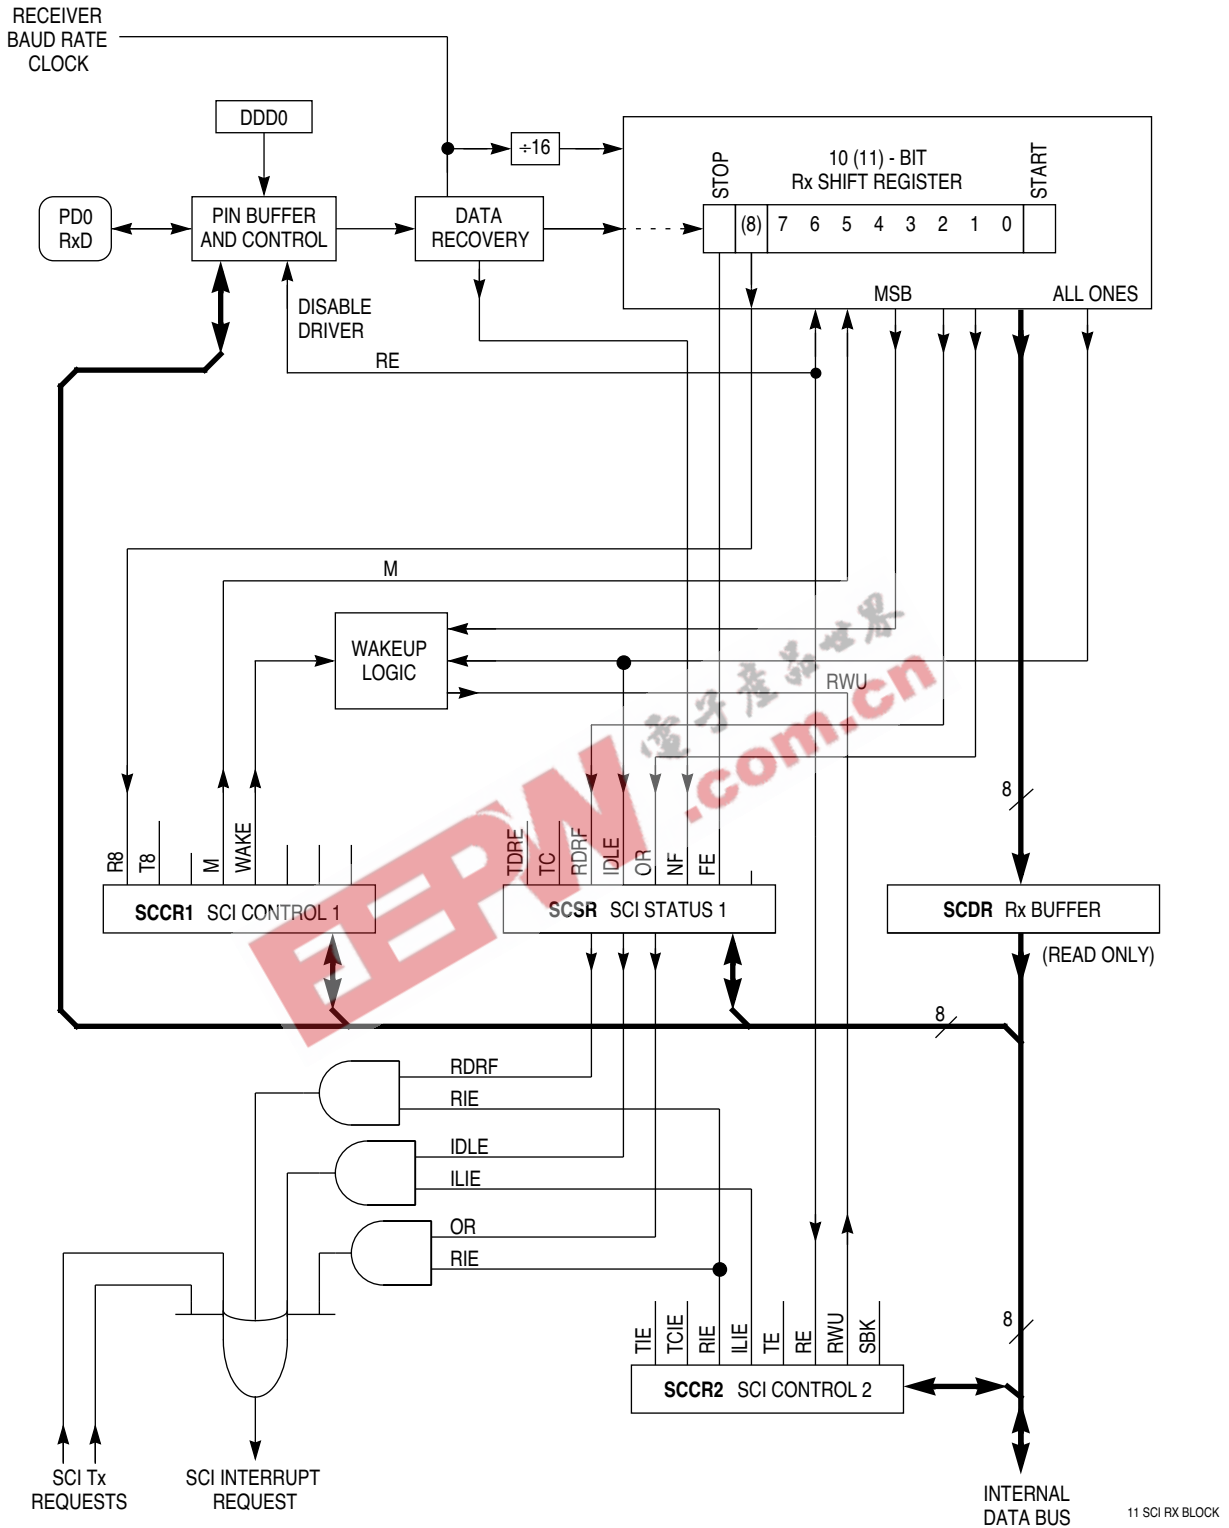 RECEIVER
BAUD RATE
CLOCK
DDD0
÷16
10 (11) - BIT
Rx SHIFT REGISTER
STOP
START
(8) 7 6 5 4 3 2 1 0
PD0
RxD
PIN BUFFER
AND CONTROL
DATA
RECOVERY
MSB
ALL ONES
DISABLE
DRIVER
RE
M
WAKEUP
LOGIC
RWU
電子產品世界
.com.cn
EEPW
8
R8
T8
M
WAKE
TDRE
TC
RDRF
IDLE
OR
NF
FE
SCCR1 SCI CONTROL 1
SCSR SCI STATUS 1
SCDR Rx BUFFER
(READ ONLY)
8
RDRF
RIE
IDLE
ILIE
OR
RIE
8
TIE
TCIE
RIE
ILIE
TE
RE
RWU
SBK
SCCR2 SCI CONTROL 2
SCI Tx
REQUESTS
SCI INTERRUPT
REQUEST
INTERNAL
DATA BUS
11 SCI RX BLOCK